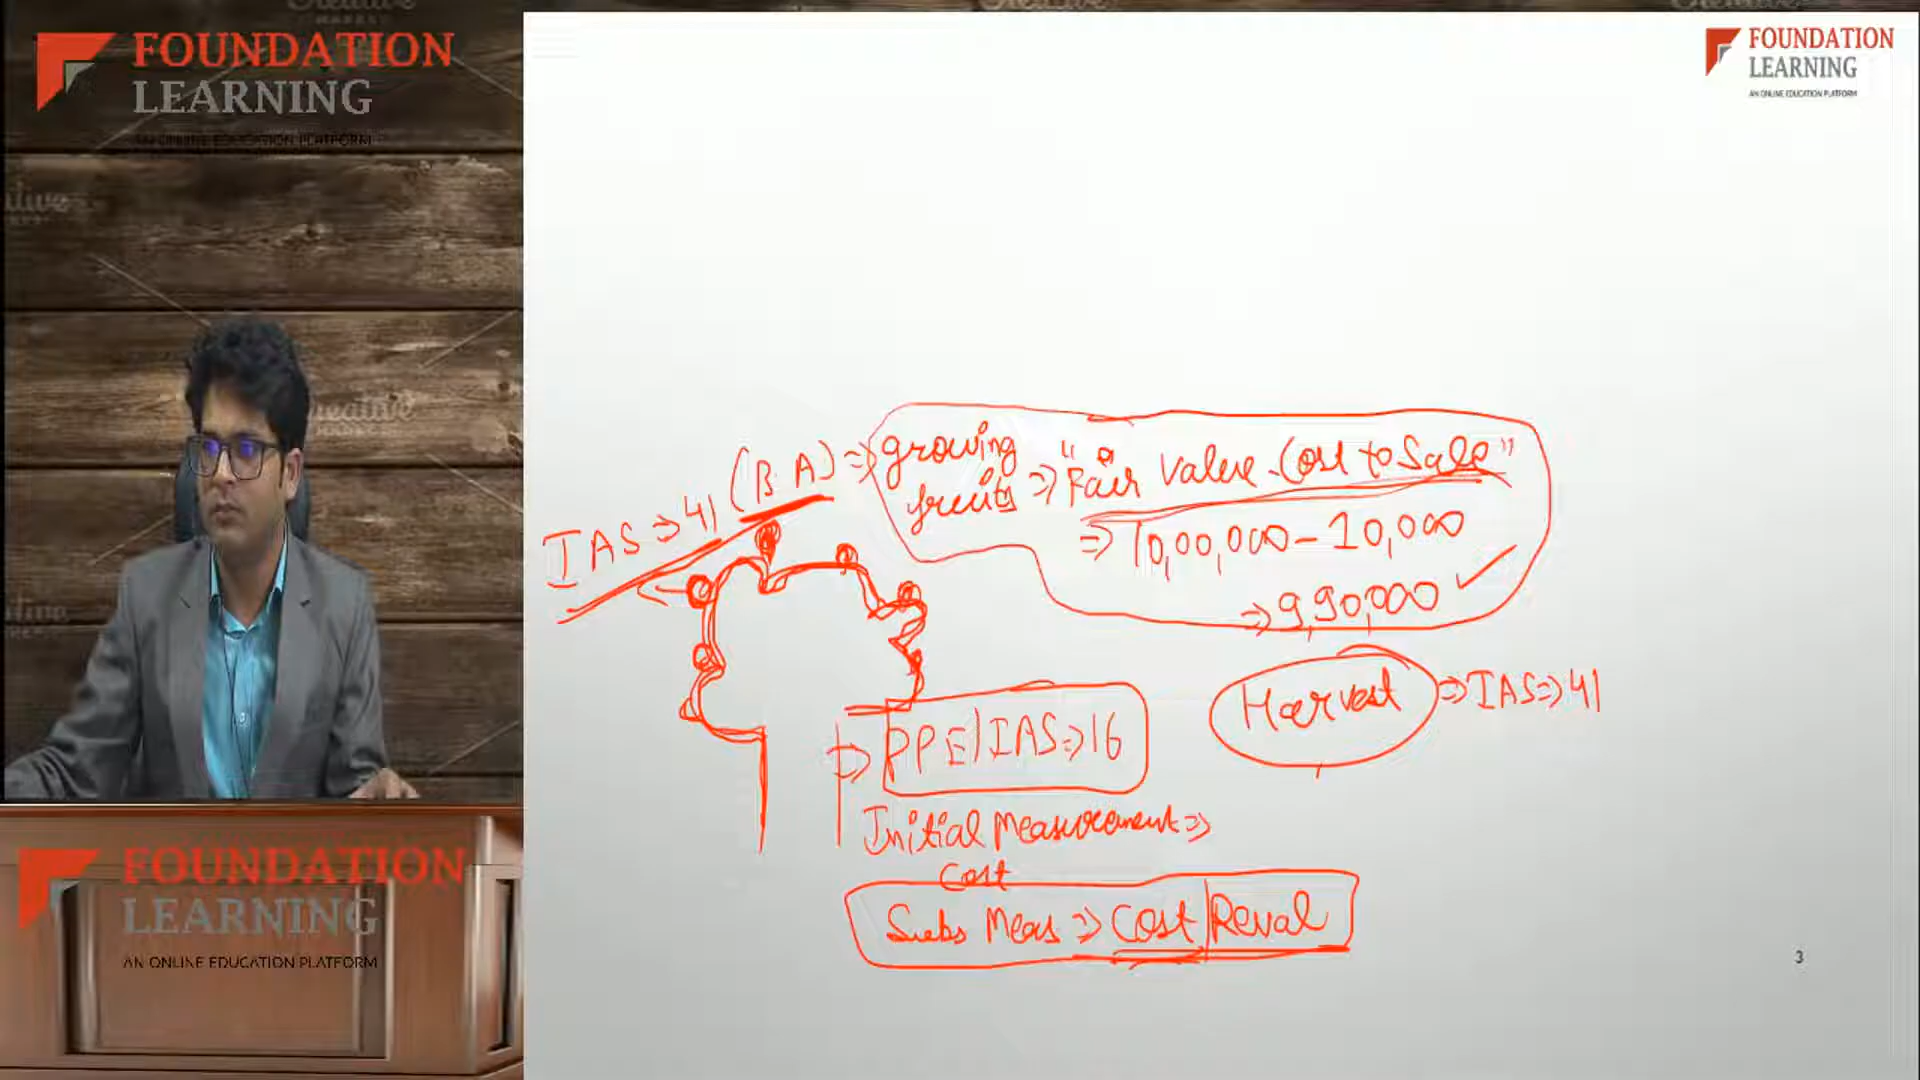 FOUNDATION
LEARNING
AN ONLINE EDUCATION PLATFORM
FOUNDATION
LEARNING
AN ONLINE EDUCATION PLATFORM
IAS ⇒ 41 (B.A) ⇒ growing fruits ⇒ "Fair Value - Cost to Sale"
⇒ 10,00,000 - 10,000
⇒ 9,90,000 ✓
Harvest ⇒ IAS ⇒ 41
⇒ PPE/IAS ⇒ 16
Initial Measurement ⇒
Cost
Subs Meas ⇒ Cost | Reval
3
FOUNDATION
LEARNING
AN ONLINE EDUCATION PLATFORM